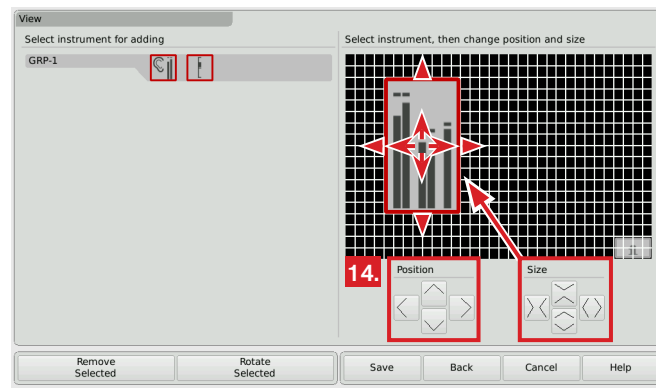 View
Select instrument for adding
Select instrument, then change position and size
GRP-1
14.
Position
Size
Remove
Selected
Rotate
Selected
Save
Back
Cancel
Help